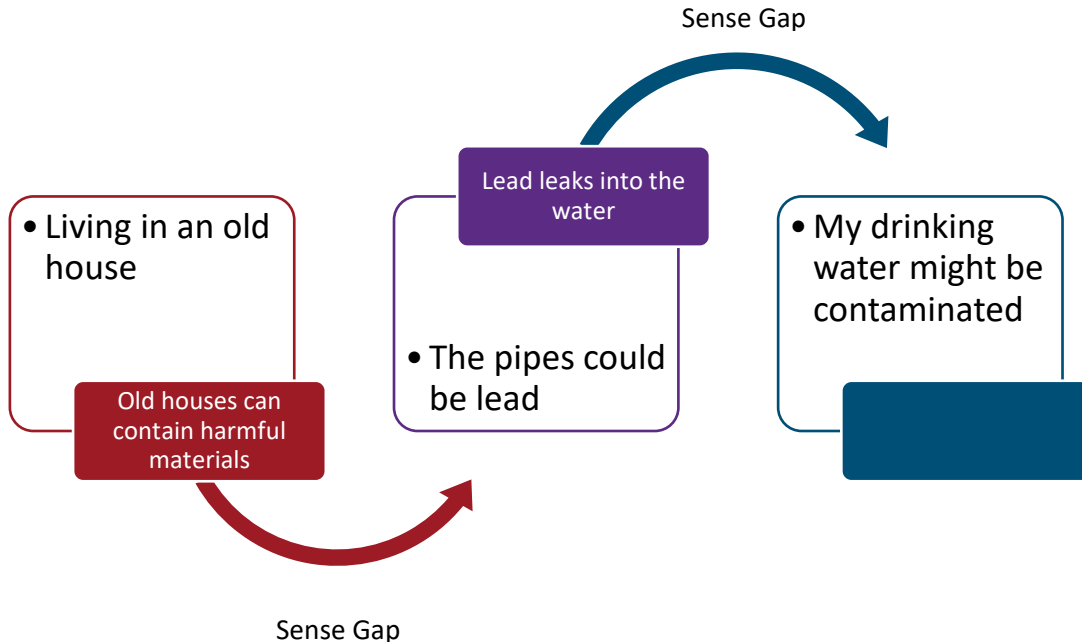 Sense Gap
Lead leaks into the
water
• Living in an old
house
• My drinking
water might be
contaminated
• The pipes could
be lead
Old houses can
contain harmful
materials
Sense Gap